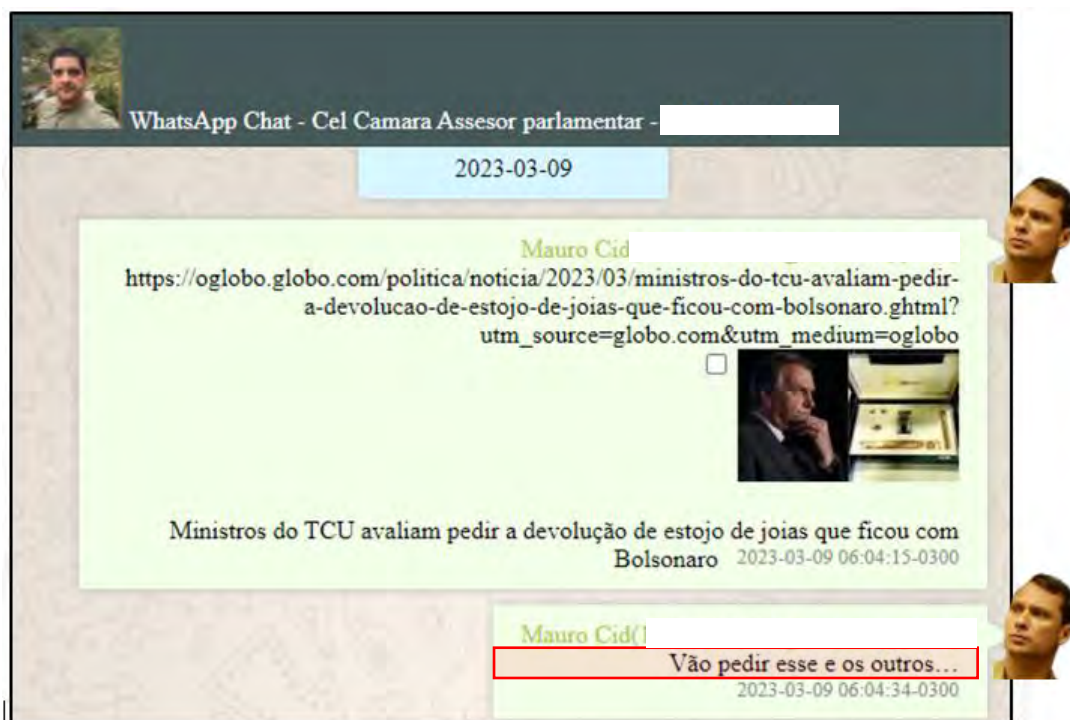 WhatsApp Chat - Cel Camara Assesor parlamentar -
2023-03-09
Mauro Cid
https://oglobo.globo.com/politica/noticia/2023/03/ministros-do-tcu-avaliam-pedir-
a-devolucao-de-estojo-de-joias-que-ficou-com-bolsonaro.ghtml?
utm_source=globo.com&utm_medium=oglobo
Ministros do TCU avaliam pedir a devolução de estojo de joias que ficou com
Bolsonaro 2023-03-09 06:04:15-0300
Mauro Cid(
Vão pedir esse e os outros…
2023-03-09 06:04:34-0300